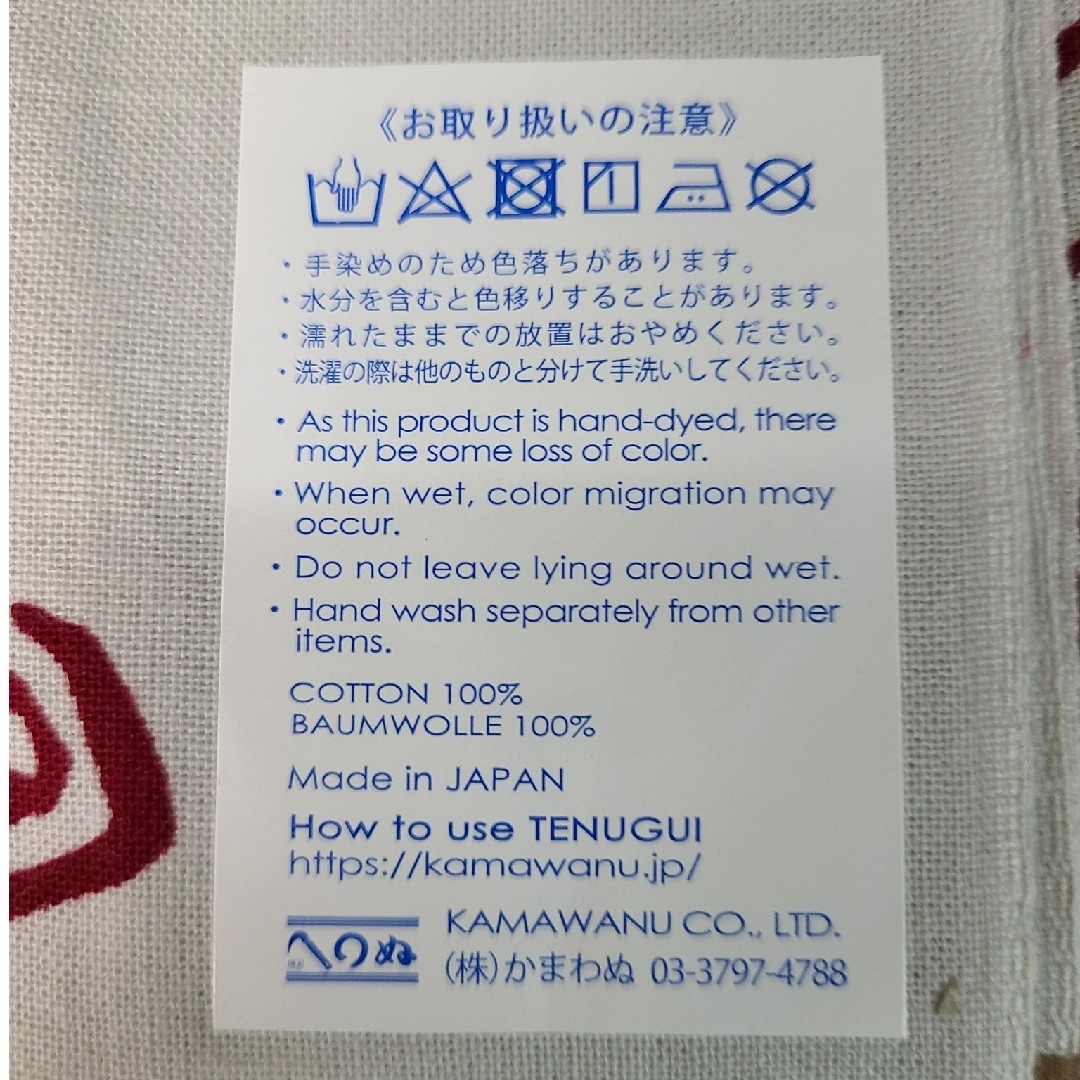 《お取り扱いの注意》
・手染めのため色落ちがあります。
・水分を含むと色移りすることがあります。
・濡れたままでの放置はおやめください。
・洗濯の際は他のものと分けて手洗いしてください。
・As this product is hand-dyed, there
may be some loss of color.
・When wet, color migration may
occur.
・Do not leave lying around wet.
・Hand wash separately from other
items.
COTTON 100%
BAUMWOLLE 100%
Made in JAPAN
How to use TENUGUI
https://kamawanu.jp/
KAMAWANU CO., LTD.
(株)かまわぬ 03-3797-4788